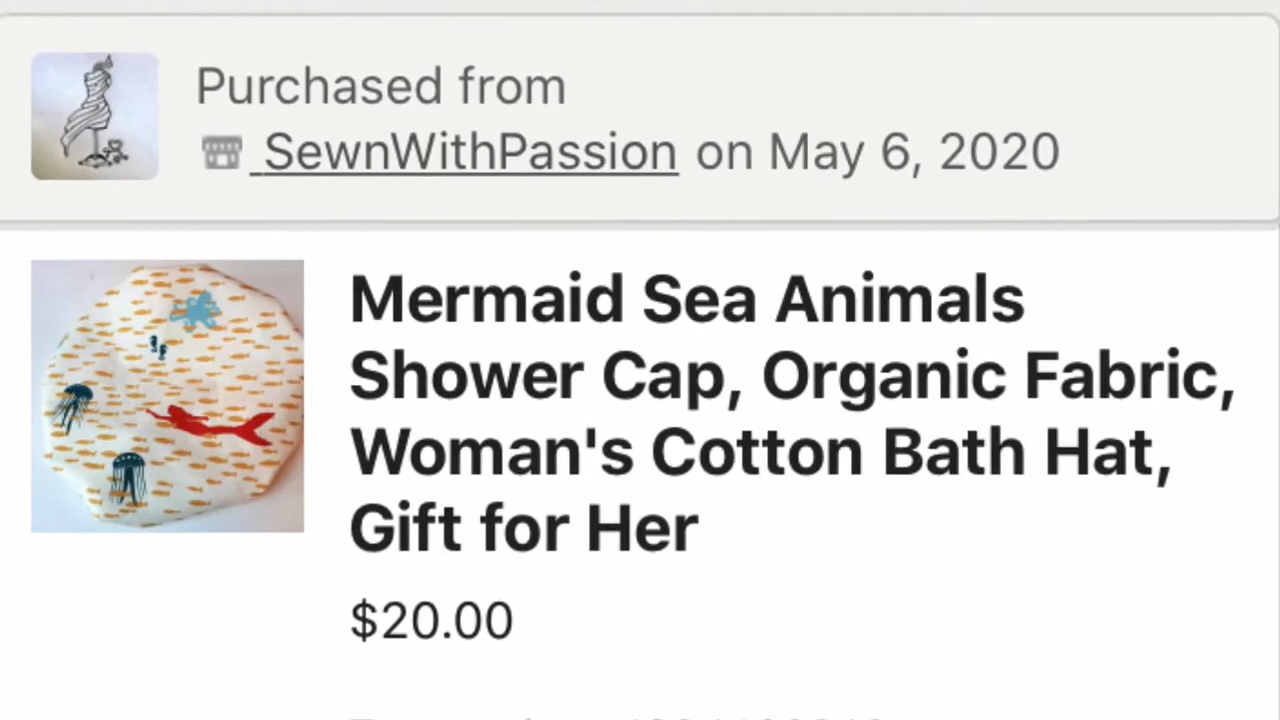 Purchased from
SewnWithPassion on May 6, 2020
Mermaid Sea Animals
Shower Cap, Organic Fabric,
Woman's Cotton Bath Hat,
Gift for Her
$20.00